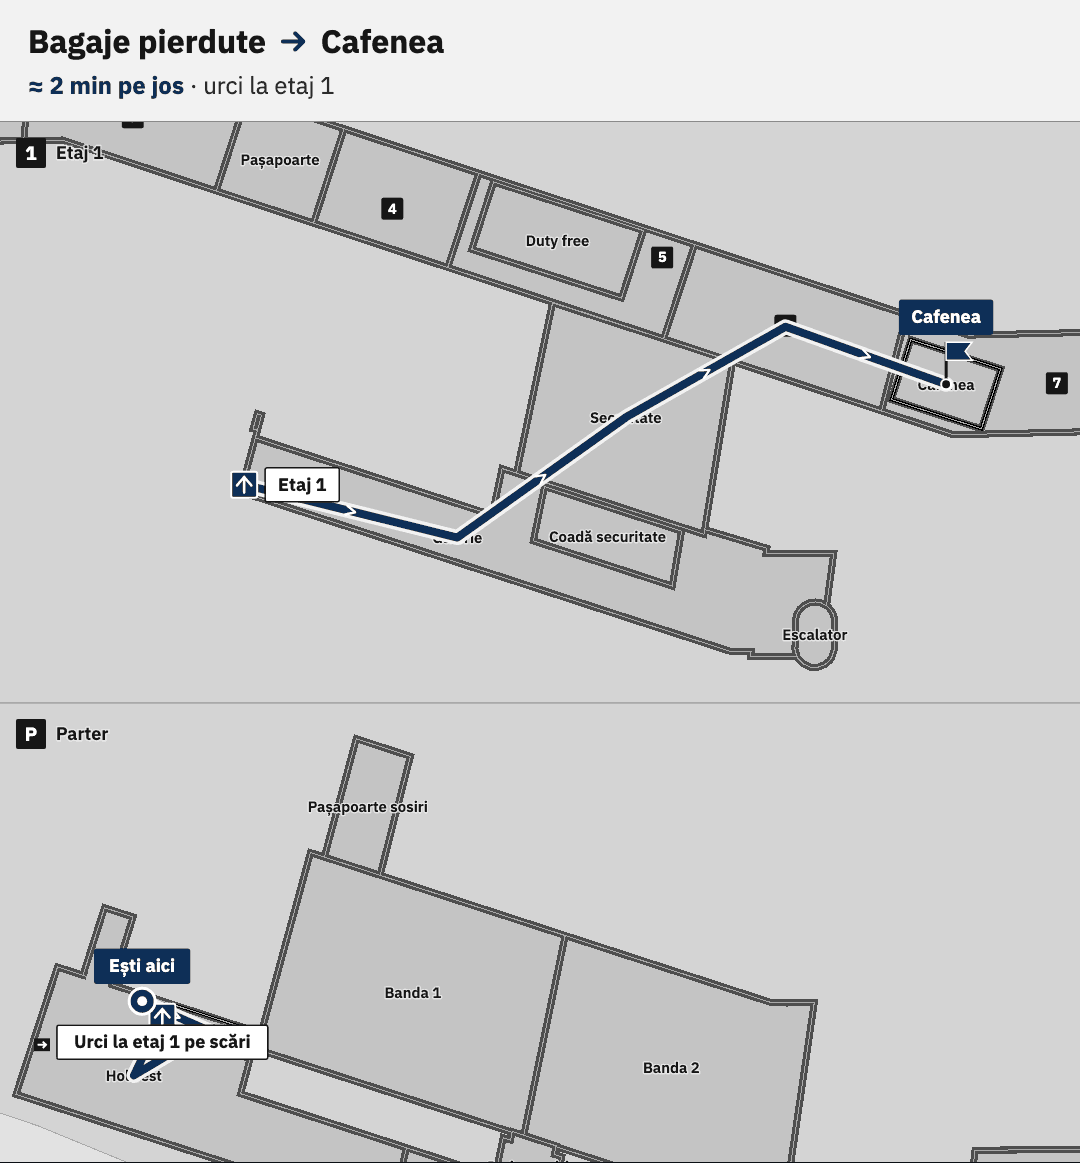 Bagaje pierdute → Cafenea
≈ 2 min pe jos · urci la etaj 1
1 Etaj 1
Pașapoarte
4
Duty free
5
Cafenea
7
Etaj 1
Coadă securitate
Escalator
P Parter
Pașapoarte sosiri
Ești aici
Banda 1
Urci la etaj 1 pe scări
Banda 2